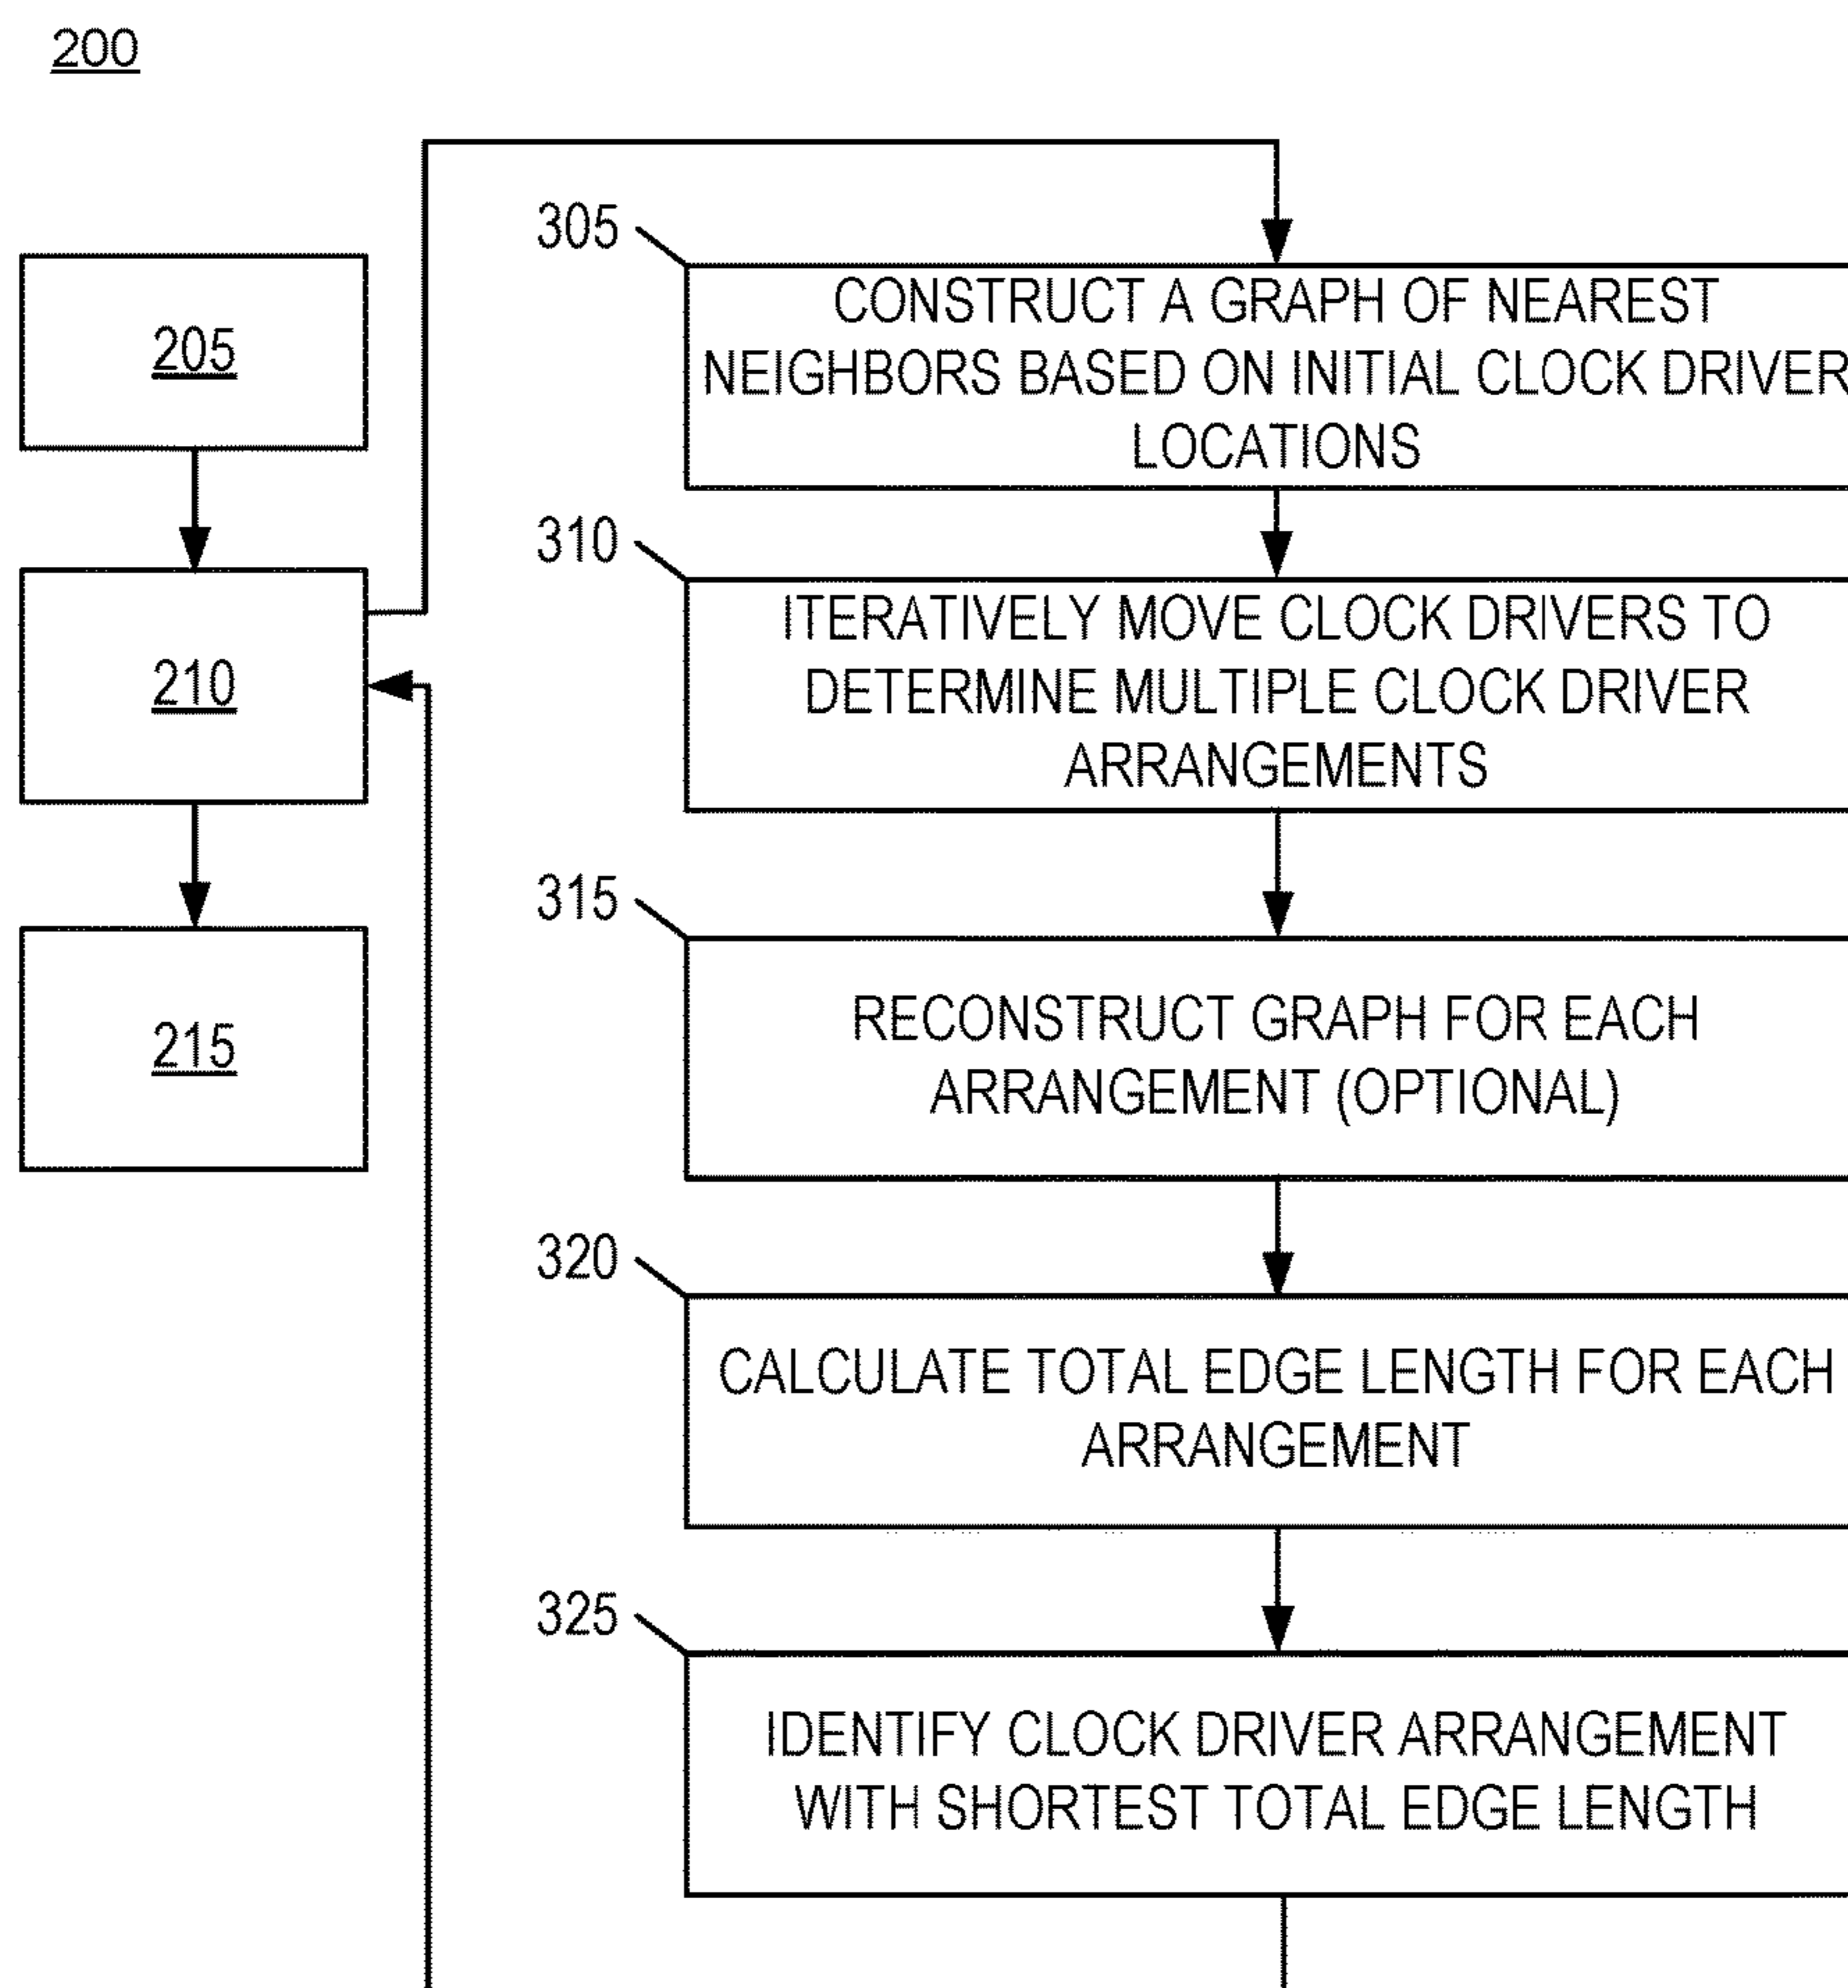 200
205
210
215
305
CONSTRUCT A GRAPH OF NEAREST
NEIGHBORS BASED ON INITIAL CLOCK DRIVER
LOCATIONS
310
ITERATIVELY MOVE CLOCK DRIVERS TO
DETERMINE MULTIPLE CLOCK DRIVER
ARRANGEMENTS
315
RECONSTRUCT GRAPH FOR EACH
ARRANGEMENT (OPTIONAL)
320
CALCULATE TOTAL EDGE LENGTH FOR EACH
ARRANGEMENT
325
IDENTIFY CLOCK DRIVER ARRANGEMENT
WITH SHORTEST TOTAL EDGE LENGTH